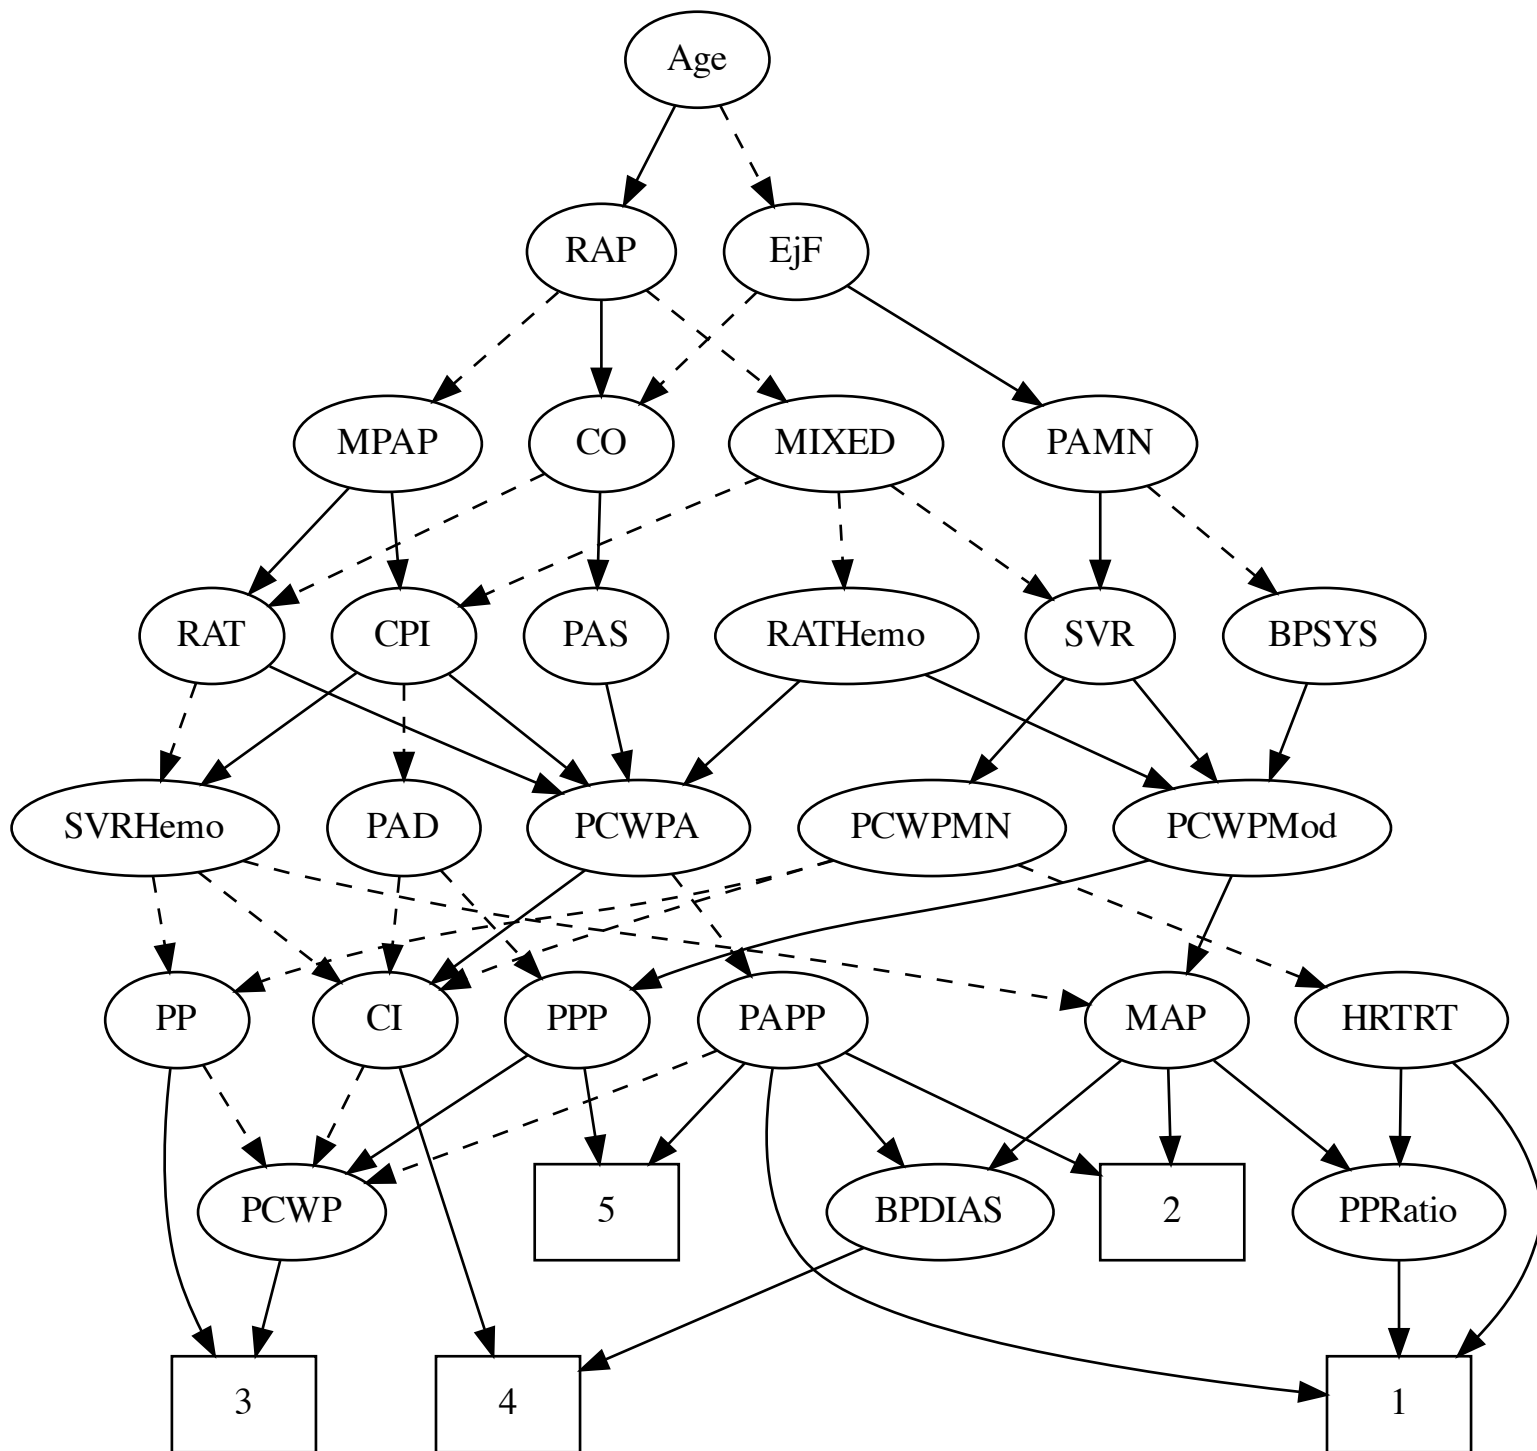 Age
RAP
EjF
MPAP
CO
MIXED
PAMN
RAT
CPI
PAS
RATHemo
SVR
BPSYS
SVRHemo
PAD
PCWPA
PCWPMN
PCWPMod
PP
CI
PPP
PAPP
MAP
HRTRT
PCWP
5
BPDIAS
2
PPRatio
3
4
1